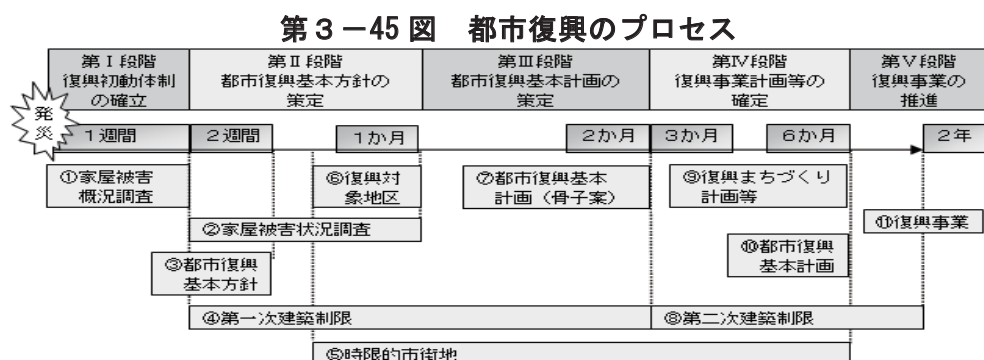 第3－45図　都市復興のプロセス
第Ⅰ段階
復興初動体制
の確立
第Ⅱ段階
都市復興基本方針の
策定
第Ⅲ段階
都市復興基本計画の
策定
第Ⅳ段階
復興事業計画等の
確定
第Ⅴ段階
復興事業の
推進
発
災
1週間
2週間
1か月
2か月
3か月
6か月
2年
①家屋被害
概況調査
⑥復興対
象地区
⑦都市復興基本
計画（骨子案）
⑨復興まちづくり
計画等
②家屋被害状況調査
⑪復興事業
③都市復興
基本方針
⑩都市復興
基本計画
④第一次建築制限
⑧第二次建築制限
⑤時限的市街地